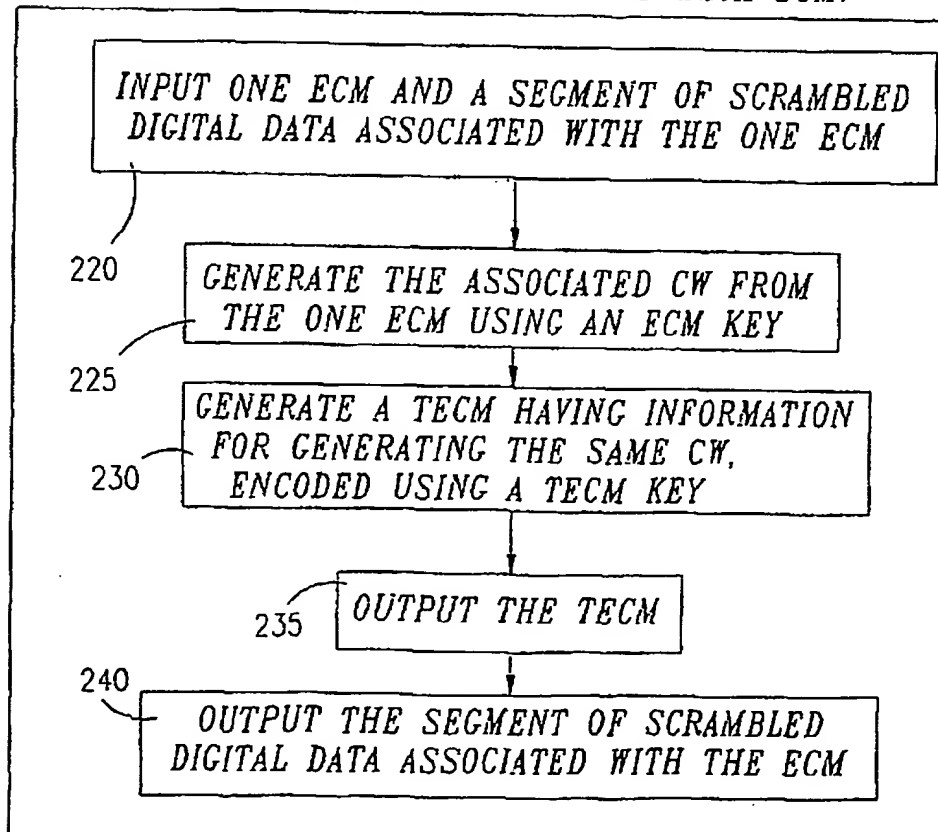 INPUT ONE ECM AND A SEGMENT OF SCRAMBLED
DIGITAL DATA ASSOCIATED WITH THE ONE ECM
220
GENERATE THE ASSOCIATED CW FROM
THE ONE ECM USING AN ECM KEY
225
GENERATE A TECM HAVING INFORMATION
FOR GENERATING THE SAME CW,
ENCODED USING A TECM KEY
230
OUTPUT THE TECM
235
240
OUTPUT THE SEGMENT OF SCRAMBLED
DIGITAL DATA ASSOCIATED WITH THE ECM